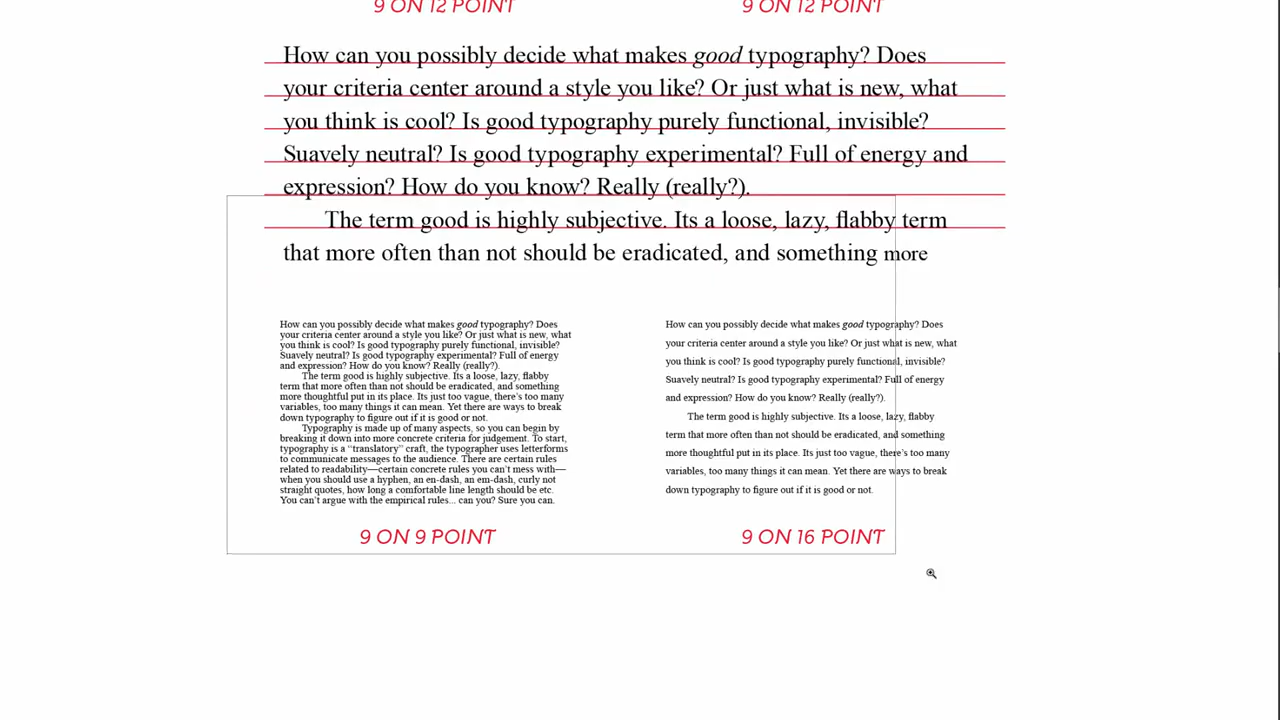 9 ON 12 POINT
9 ON 12 POINT
How can you possibly decide what makes good typography? Does
your criteria center around a style you like? Or just what is new, what
you think is cool? Is good typography purely functional, invisible?
Suavely neutral? Is good typography experimental? Full of energy and
expression? How do you know? Really (really?).
The term good is highly subjective. Its a loose, lazy, flabby term
that more often than not should be eradicated, and something more
How can you possibly decide what makes good typography? Does
your criteria center around a style you like? Or just what is new, what
you think is cool? Is good typography purely functional, invisible?
Suavely neutral? Is good typography experimental? Full of energy
and expression? How do you know? Really (really?).
The term good is highly subjective. Its a loose, lazy, flabby
term that more often than not should be eradicated, and something
more thoughtful put in its place. Its just too vague, there’s too many
variables, too many things it can mean. Yet there are ways to break
down typography to figure out if it is good or not.
Typography is made up of many aspects, so you can begin by
breaking it down into more concrete criteria for judgement. To start,
typography is a “translatory” craft, the typographer uses letterforms
to communicate messages to the audience. There are certain rules
related to readability—certain concrete rules you can’t mess with—
when you should use a hyphen, an en-dash, an em-dash, curly not
straight quotes, how long a comfortable line length should be etc.
You can’t argue with the empirical rules... can you? Sure you can.
9 ON 9 POINT
How can you possibly decide what makes good typography? Does
your criteria center around a style you like? Or just what is new, what
you think is cool? Is good typography purely functional, invisible?
Suavely neutral? Is good typography experimental? Full of energy
and expression? How do you know? Really (really?).
The term good is highly subjective. Its a loose, lazy, flabby
term that more often than not should be eradicated, and something
more thoughtful put in its place. Its just too vague, there’s too many
variables, too many things it can mean. Yet there are ways to break
down typography to figure out if it is good or not.
9 ON 16 POINT